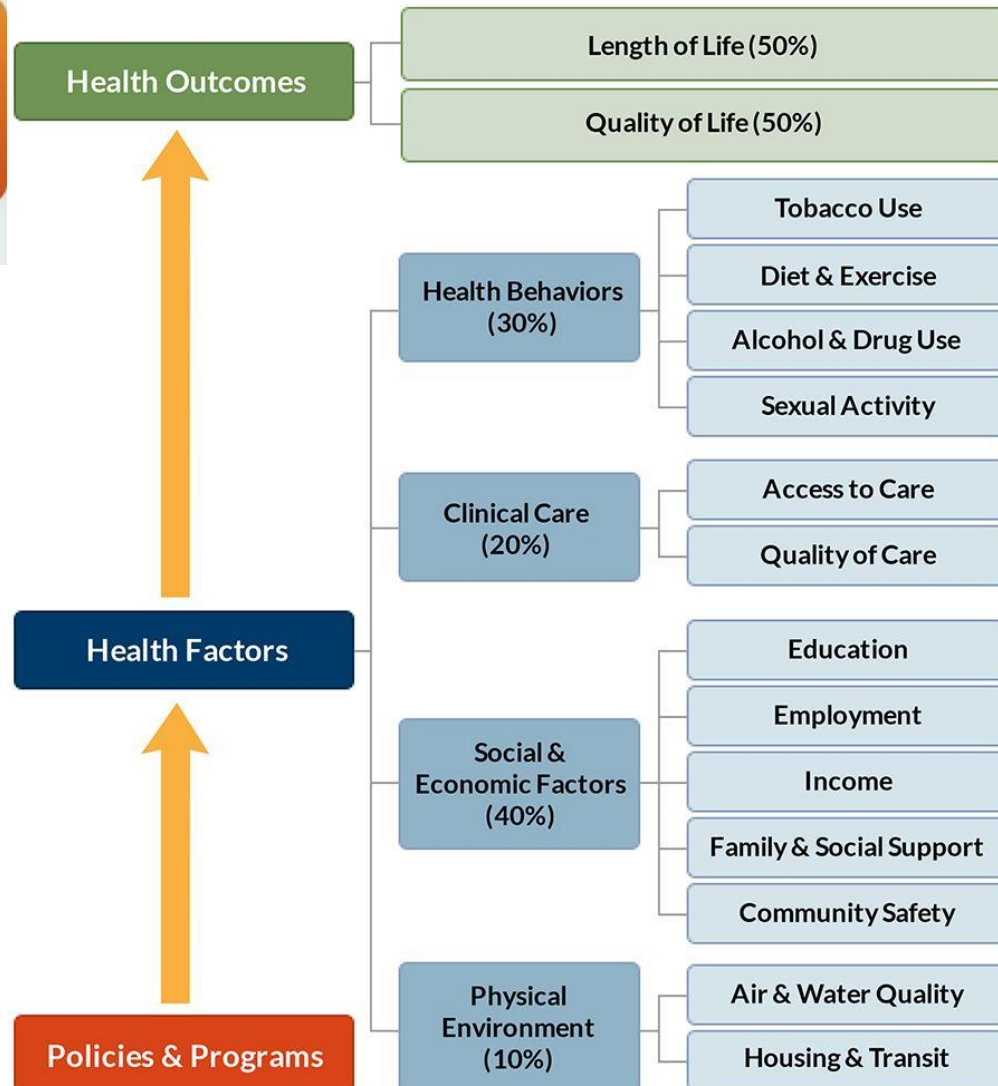 Health Outcomes
Length of Life (50%)
Quality of Life (50%)
Health Behaviors
(30%)
Tobacco Use
Diet & Exercise
Alcohol & Drug Use
Sexual Activity
Clinical Care
(20%)
Access to Care
Quality of Care
Health Factors
Social &
Economic Factors
(40%)
Education
Employment
Income
Family & Social Support
Community Safety
Physical
Environment
(10%)
Air & Water Quality
Housing & Transit
Policies & Programs